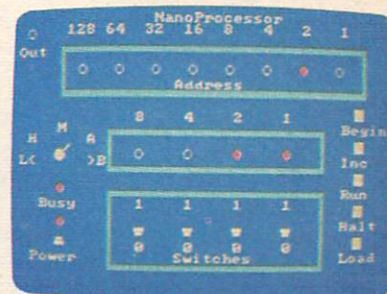 NanoProcessor
128 64 32 16 8 4 2 1
Out
Address
8 4 2 1
Begin
M
H A
L< >B
Inc
Busy
Run
1 1 1 1
Halt
0 0 0 0
Power
Switches
Load